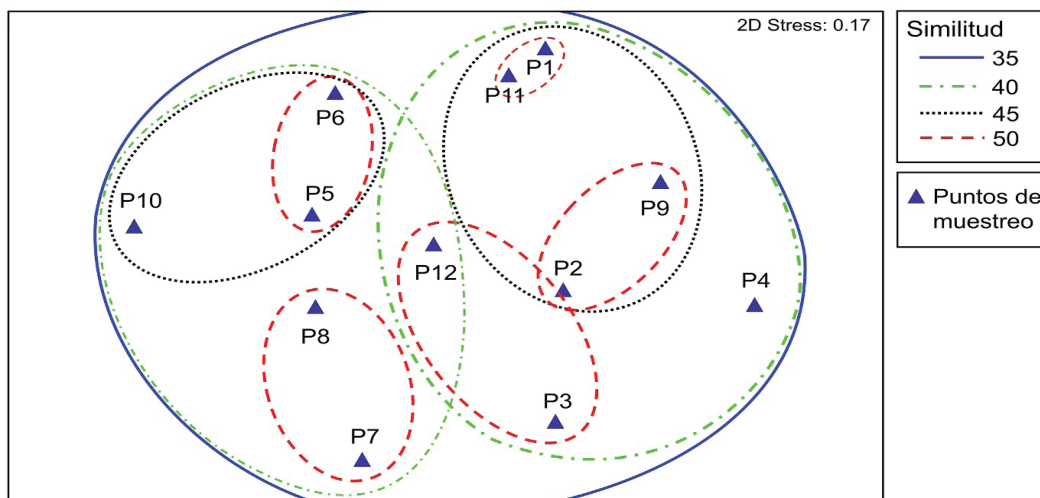 2D Stress: 0.17
P1
P11
P6
P10
P5
P9
P12
P2
P4
P8
P3
P7
Similitud
35
40
45
50
Puntos de
muestreo